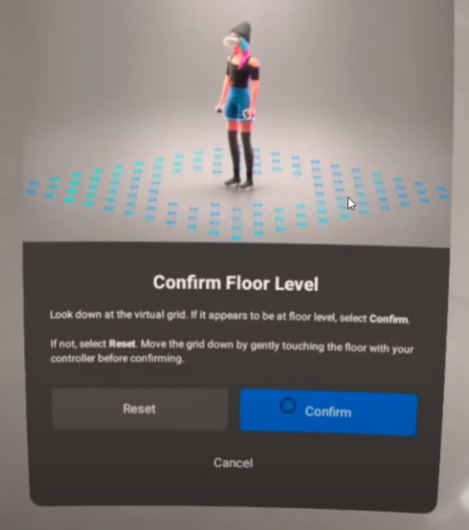 Confirm Floor Level
Look down at the virtual grid. If it appears to be at floor level, select Confirm.
If not, select Reset. Move the grid down by gently touching the floor with your
controller before confirming.
Reset
Confirm
Cancel